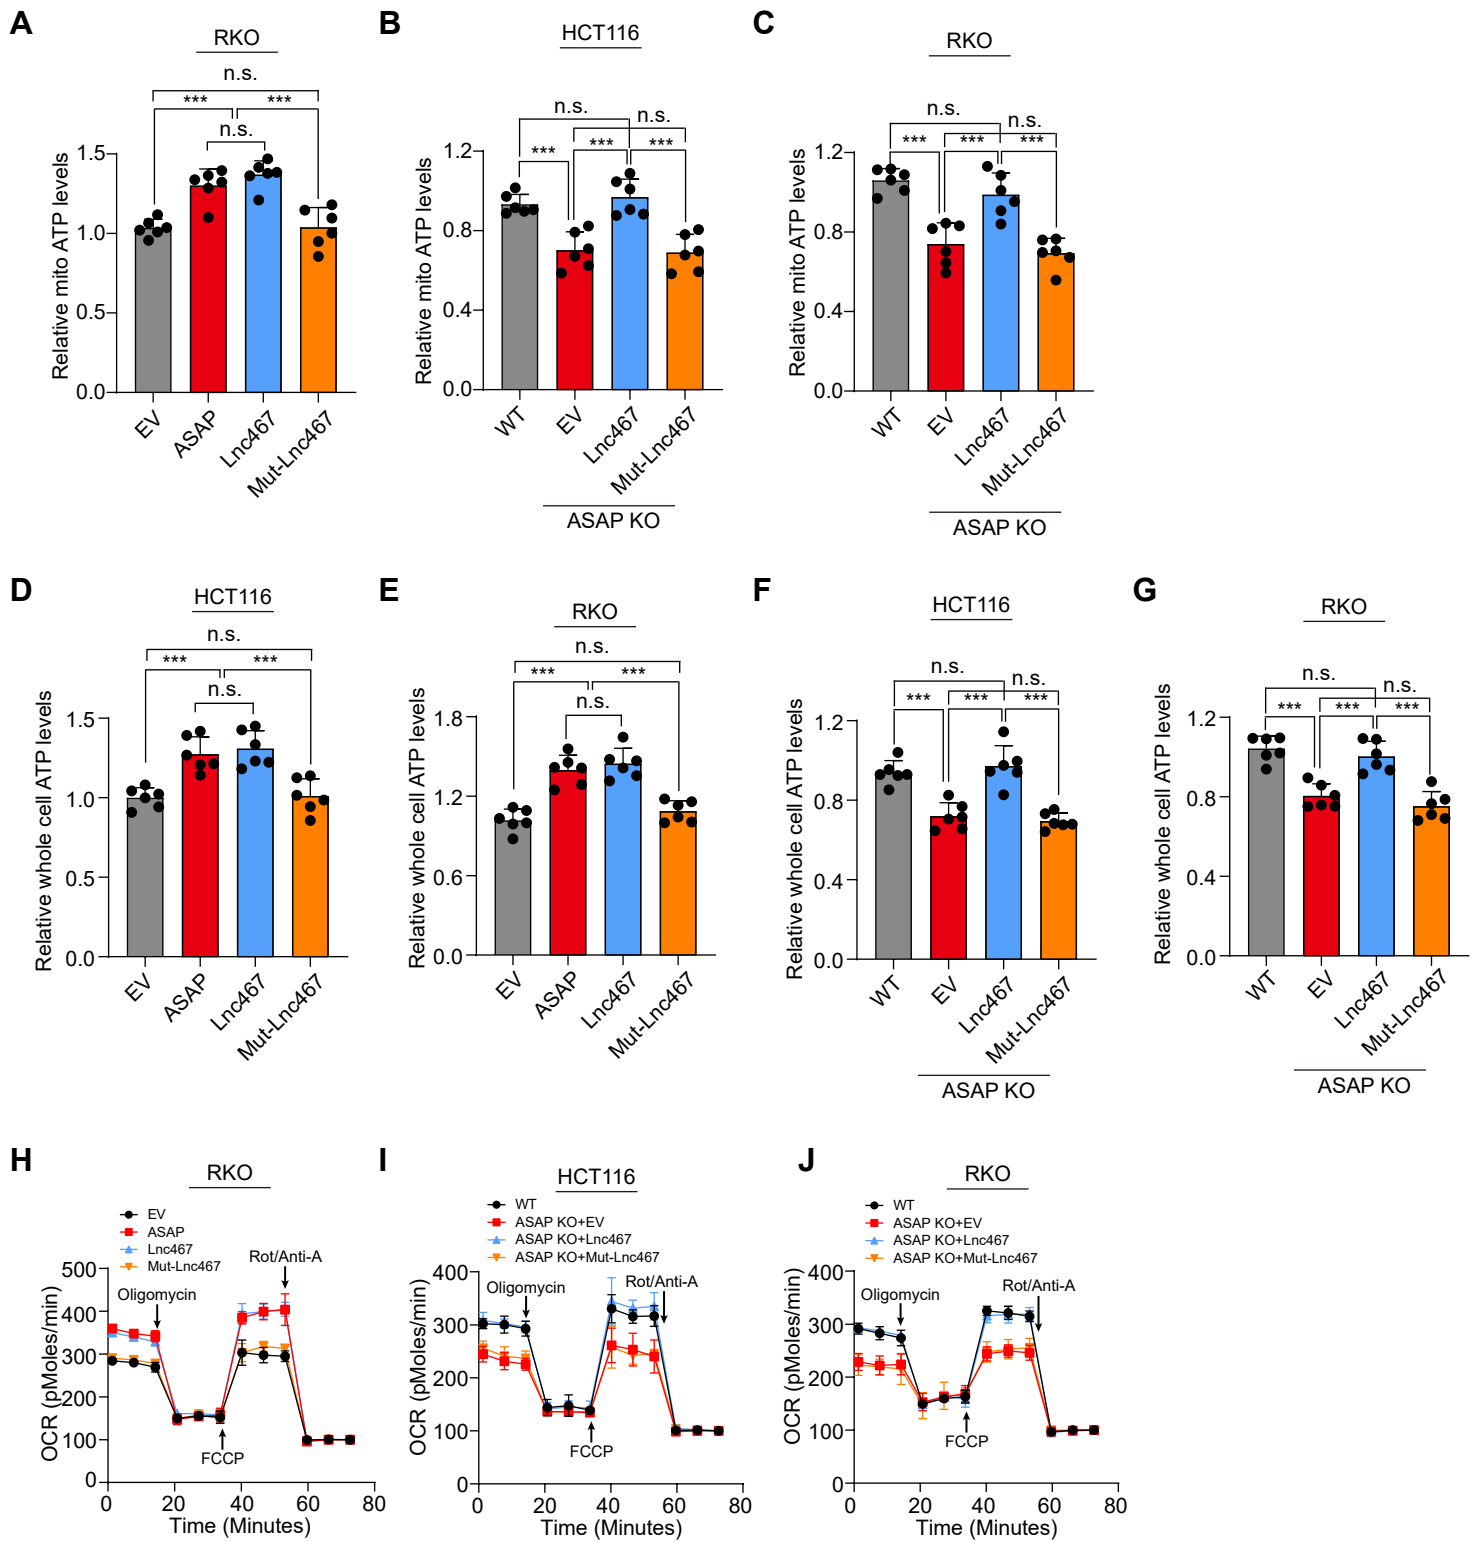 A
RKO
n.s.
*** ***
n.s.
Relative mito ATP levels
1.5
1.0
0.5
0.0
EV
ASAP
Lnc467
Mut-Lnc467
B
HCT116
n.s.
n.s.
*** *** ***
Relative mito ATP levels
1.2
0.8
0.4
0.0
WT
EV
Lnc467
Mut-Lnc467
ASAP KO
C
RKO
n.s.
n.s.
*** *** ***
Relative mito ATP levels
1.2
0.8
0.4
0.0
WT
EV
Lnc467
Mut-Lnc467
ASAP KO
D
HCT116
n.s.
*** ***
n.s.
Relative whole cell ATP levels
1.5
1.0
0.5
0.0
EV
ASAP
Lnc467
Mut-Lnc467
E
RKO
n.s.
*** ***
n.s.
Relative whole cell ATP levels
1.8
1.2
0.6
0.0
EV
ASAP
Lnc467
Mut-Lnc467
F
HCT116
n.s.
n.s.
*** *** ***
Relative whole cell ATP levels
1.2
0.8
0.4
0.0
WT
EV
Lnc467
Mut-Lnc467
ASAP KO
G
RKO
n.s.
n.s.
*** *** ***
Relative whole cell ATP levels
1.2
0.8
0.4
0.0
WT
EV
Lnc467
Mut-Lnc467
ASAP KO
H
RKO
EV
ASAP
Lnc467
Mut-Lnc467
Rot/Anti-A
Oligomycin
FCCP
OCR (pMoles/min)
500
400
300
200
100
0
0 20 40 60 80
Time (Minutes)
I
HCT116
WT
ASAP KO+EV
ASAP KO+Lnc467
ASAP KO+Mut-Lnc467
Oligomycin
Rot/Anti-A
FCCP
OCR (pMoles/min)
400
300
200
100
0
0 20 40 60 80
Time (Minutes)
J
RKO
WT
ASAP KO+EV
ASAP KO+Lnc467
ASAP KO+Mut-Lnc467
Oligomycin
Rot/Anti-A
FCCP
OCR (pMoles/min)
400
300
200
100
0
0 20 40 60 80
Time (Minutes)